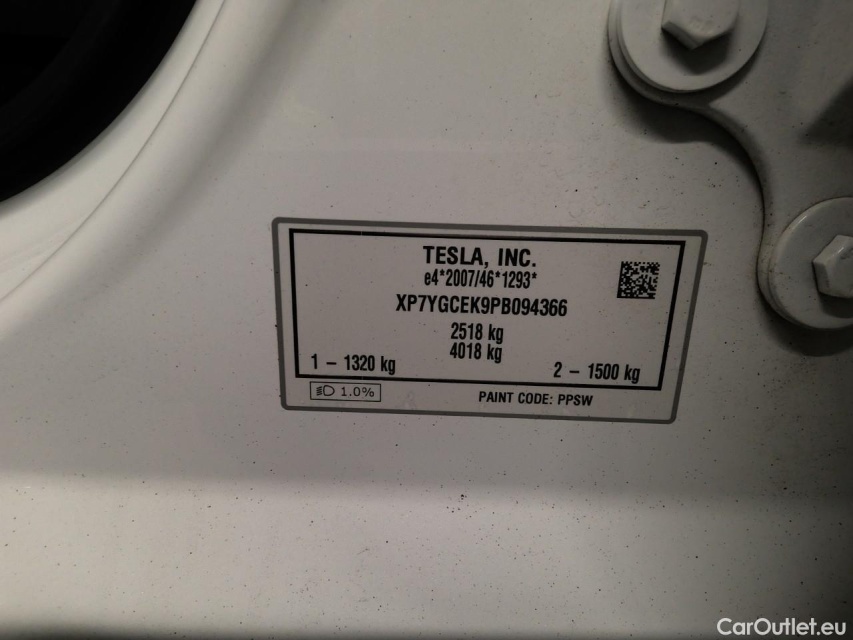 TESLA, INC.
e4*2007/46*1293*
XP7YGCEK9PB094366
2518 kg
4018 kg
1 – 1320 kg
2 – 1500 kg
1.0%
PAINT CODE: PPSW
CarOutlet.eu